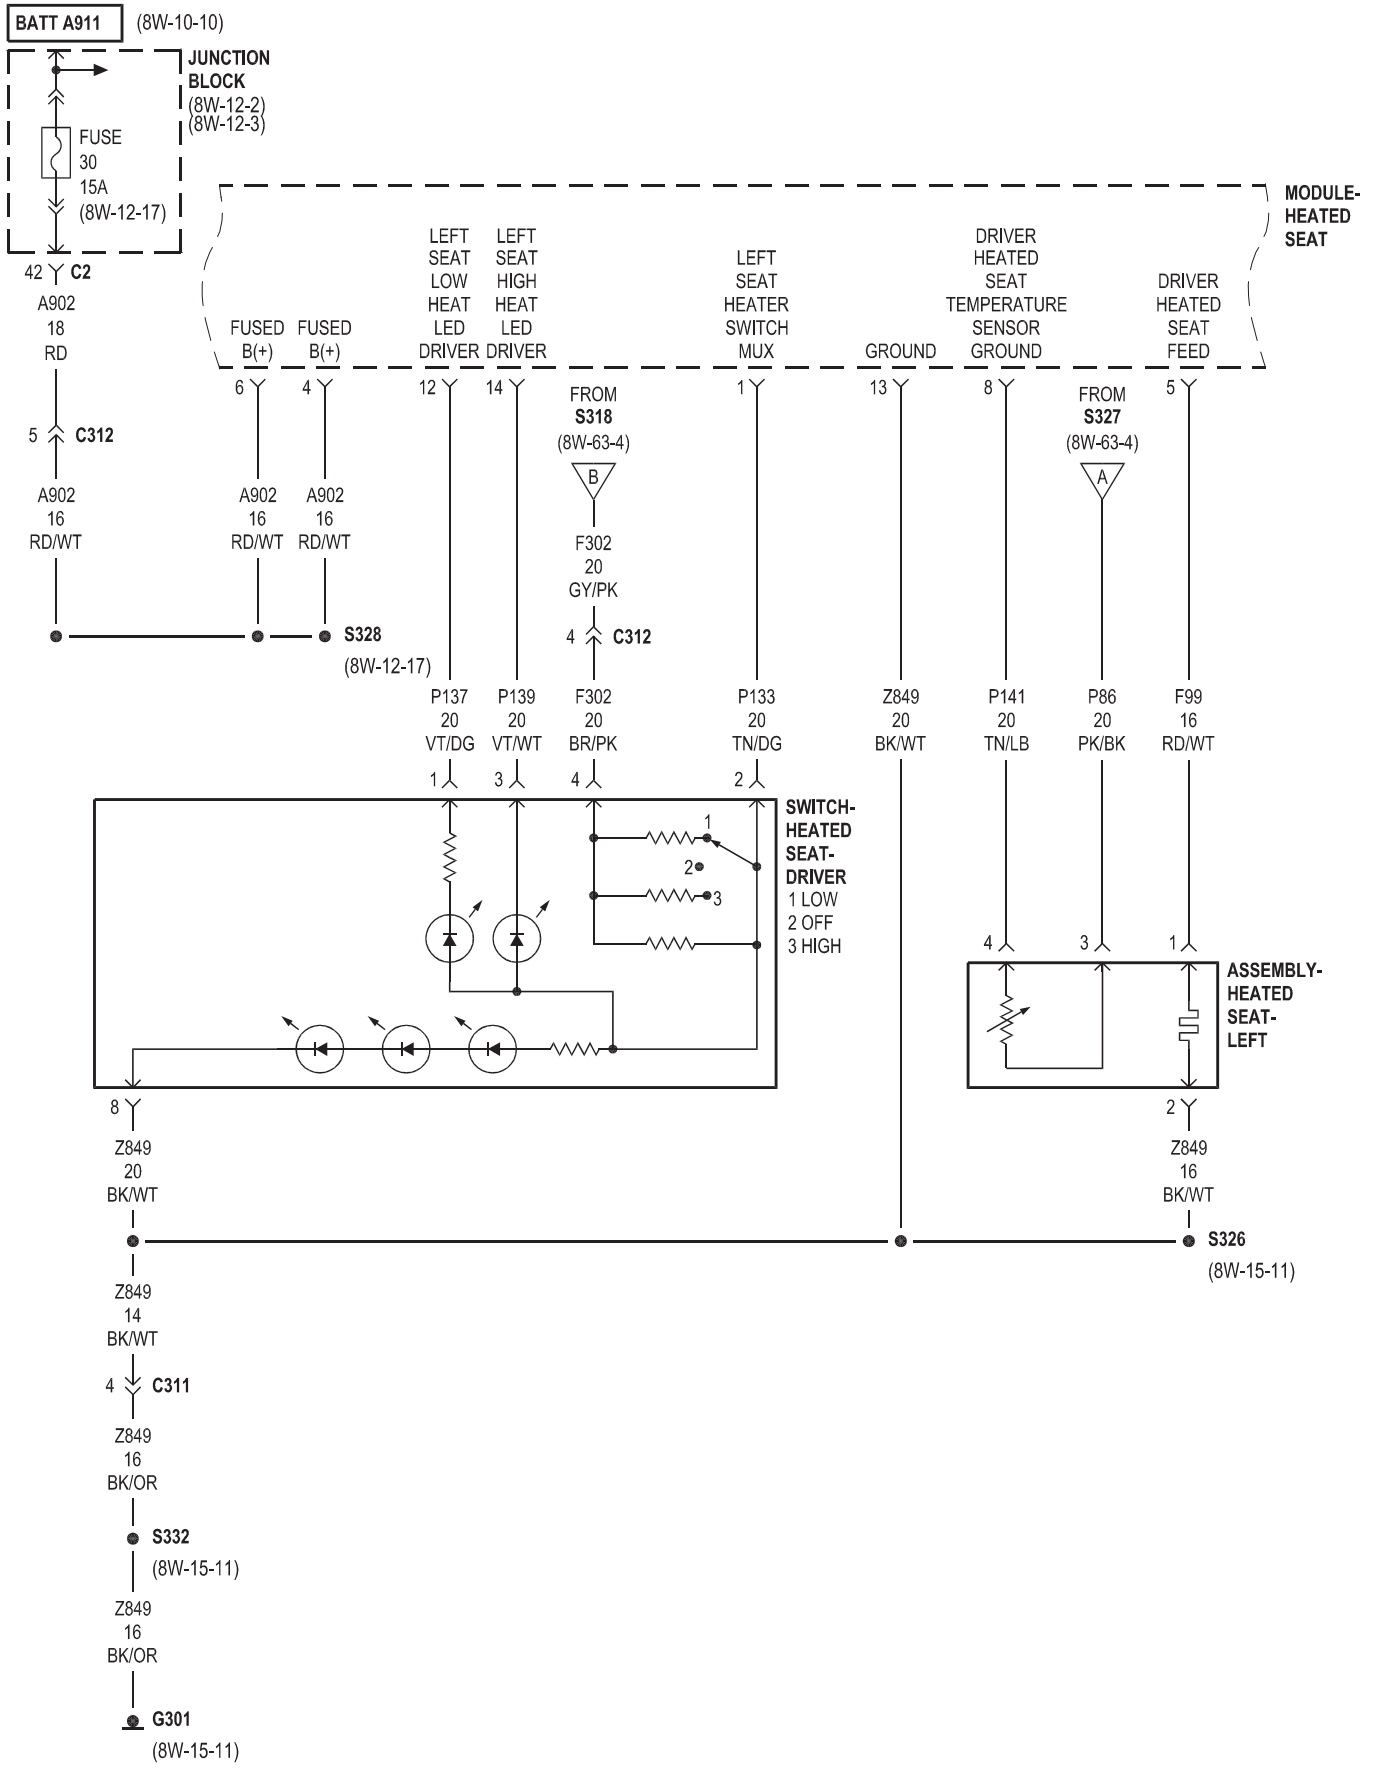 BATT A911 (8W-10-10)
JUNCTION
BLOCK
(8W-12-2)
(8W-12-3)
FUSE
30
15A
(8W-12-17)
42 C2
A902
18
RD
5 C312
A902
16
RD/WT
MODULE-
HEATED
SEAT
FUSED
B(+)
6
A902
16
RD/WT
FUSED
B(+)
4
A902
16
RD/WT
S328
(8W-12-17)
LEFT
SEAT
LOW
HEAT
LED
DRIVER
12
P137
20
VT/DG
1
LEFT
SEAT
HIGH
HEAT
LED
DRIVER
14
P139
20
VT/WT
3
FROM
S318
(8W-63-4)
B
F302
20
GY/PK
4 C312
F302
20
BR/PK
4
LEFT
SEAT
HEATER
SWITCH
MUX
1
P133
20
TN/DG
2
GROUND
13
Z849
20
BK/WT
DRIVER
HEATED
SEAT
TEMPERATURE
SENSOR
GROUND
8
P141
20
TN/LB
4
FROM
S327
(8W-63-4)
A
P86
20
PK/BK
3
DRIVER
HEATED
SEAT
FEED
5
F99
16
RD/WT
1
1
2
3
SWITCH-
HEATED
SEAT-
DRIVER
1 LOW
2 OFF
3 HIGH
ASSEMBLY-
HEATED
SEAT-
LEFT
8
Z849
20
BK/WT
2
Z849
16
BK/WT
S326
(8W-15-11)
Z849
14
BK/WT
4 C311
Z849
16
BK/OR
S332
(8W-15-11)
Z849
16
BK/OR
G301
(8W-15-11)